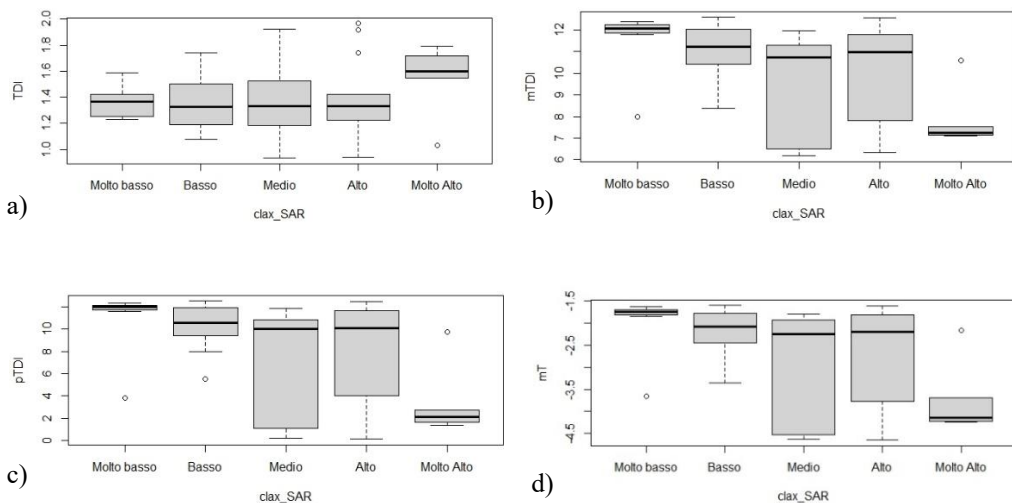 a)
TDI
2.0
1.8
1.6
1.4
1.2
1.0
Molto basso Basso Medio Alto Molto Alto
clax_SAR
b)
mTDI
12
10
9
8
7
6
Molto basso Basso Medio Alto Molto Alto
clax_SAR
c)
pTDI
10
8
6
4
2
0
Molto basso Basso Medio Alto Molto Alto
clax_SAR
d)
mT
-1.5
-2.5
-3.5
-4.5
Molto basso Basso Medio Alto Molto Alto
clax_SAR